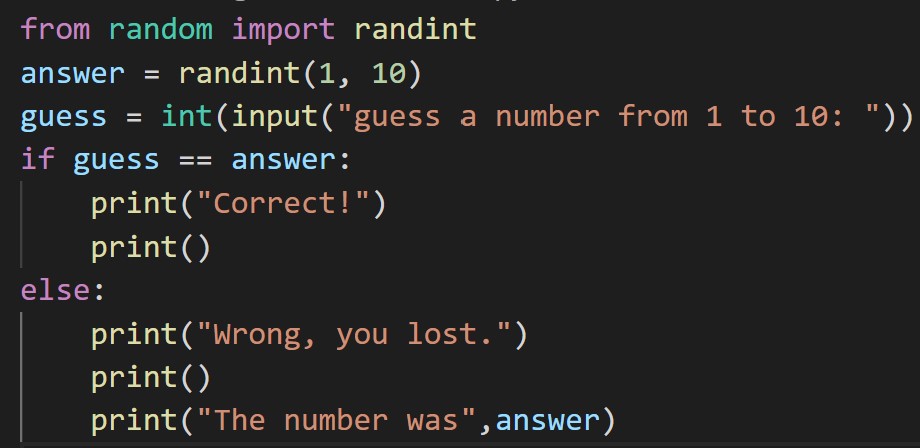 from random import randint
answer = randint(1, 10)
guess = int(input("guess a number from 1 to 10: "))
if guess == answer:
    print("Correct!")
    print()
else:
    print("Wrong, you lost.")
    print()
    print("The number was",answer)